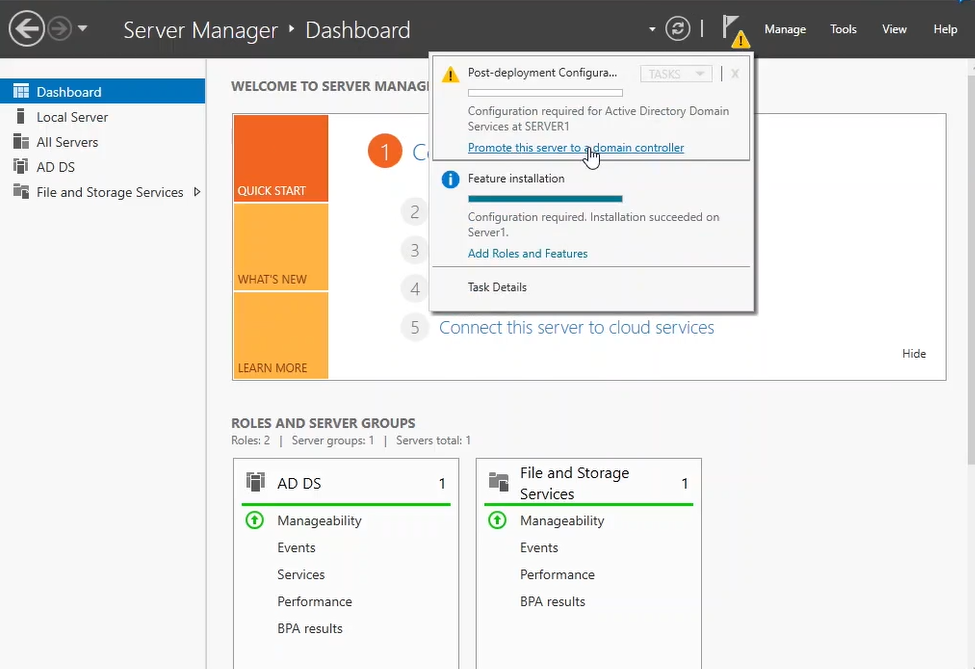 Server Manager ‣ Dashboard
Manage
Tools
View
Help
Dashboard
Local Server
All Servers
AD DS
File and Storage Services
WELCOME TO SERVER
QUICK START
WHAT'S NEW
LEARN MORE
1
2
3
4
5 Connect this server to cloud services
Hide
Post-deployment Configura...
TASKS
X
Configuration required for Active Directory Domain
Services at SERVER1
Promote this server to a domain controller
Feature installation
Configuration required. Installation succeeded on
Server1.
Add Roles and Features
Task Details
ROLES AND SERVER GROUPS
Roles: 2 | Server groups: 1 | Servers total: 1
AD DS 1
Manageability
Events
Services
Performance
BPA results
File and Storage
Services 1
Manageability
Events
Performance
BPA results